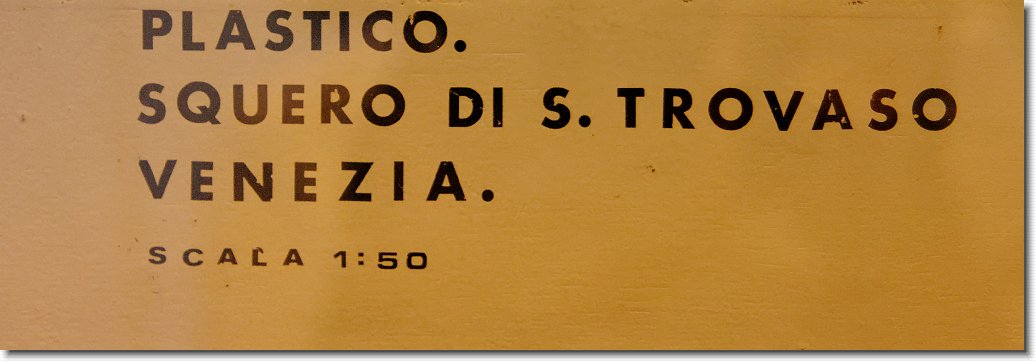 PLASTICO.
SQUERO DI S. TROVASO
VENEZIA.
SCALA 1:50